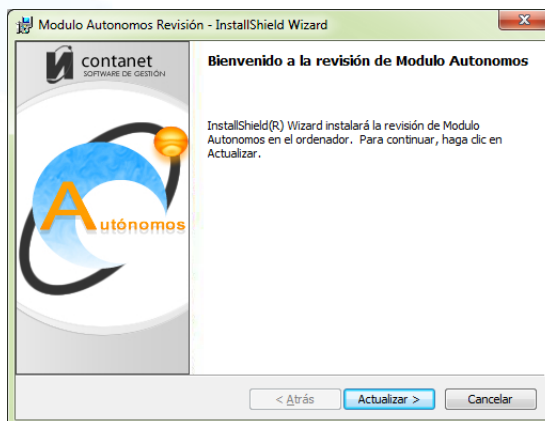 Modulo Autonomos Revisión - InstallShield Wizard
contanet
SOFTWARE DE GESTIÓN
Autónomos
Bienvenido a la revisión de Modulo Autonomos
InstallShield(R) Wizard instalará la revisión de Modulo
Autonomos en el ordenador. Para continuar, haga clic en
Actualizar.
< Atrás
Actualizar >
Cancelar